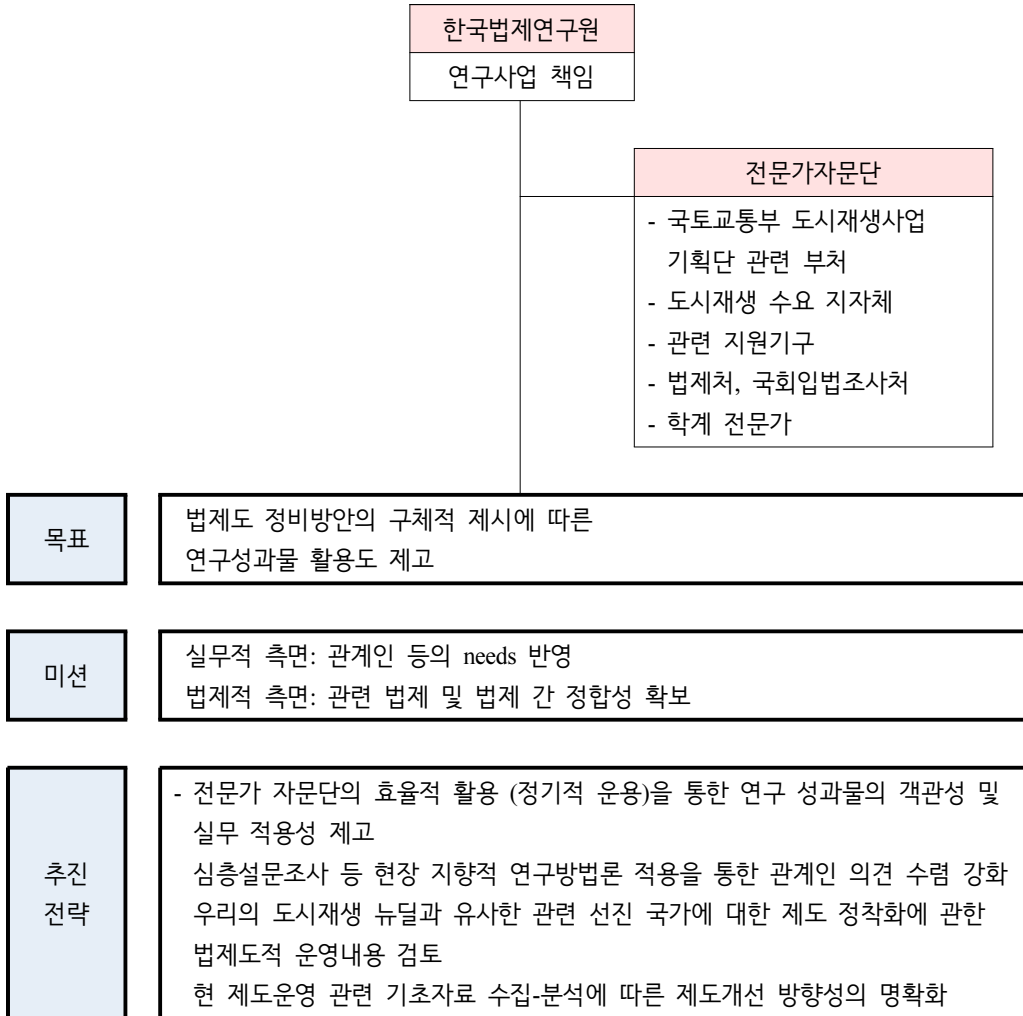 한국법제연구원
연구사업 책임
전문가자문단
- 국토교통부 도시재생사업
기획단 관련 부처
- 도시재생 수요 지자체
- 관련 지원기구
- 법제처, 국회입법조사처
- 학계 전문가
목표
법제도 정비방안의 구체적 제시에 따른
연구성과물 활용도 제고
미션
실무적 측면: 관계인 등의 needs 반영
법제적 측면: 관련 법제 및 법제 간 정합성 확보
추진
전략
- 전문가 자문단의 효율적 활용 (정기적 운용)을 통한 연구 성과물의 객관성 및
실무 적용성 제고
심층설문조사 등 현장 지향적 연구방법론 적용을 통한 관계인 의견 수렴 강화
우리의 도시재생 뉴딜과 유사한 관련 선진 국가에 대한 제도 정착화에 관한
법제도적 운영내용 검토
현 제도운영 관련 기초자료 수집-분석에 따른 제도개선 방향성의 명확화